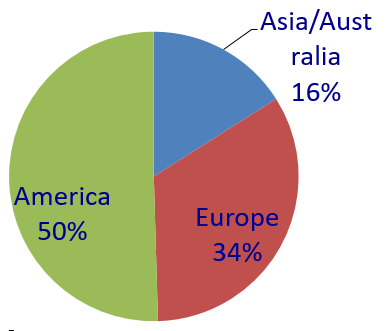 Asia/Aust
ralia
16%
America
50%
Europe
34%